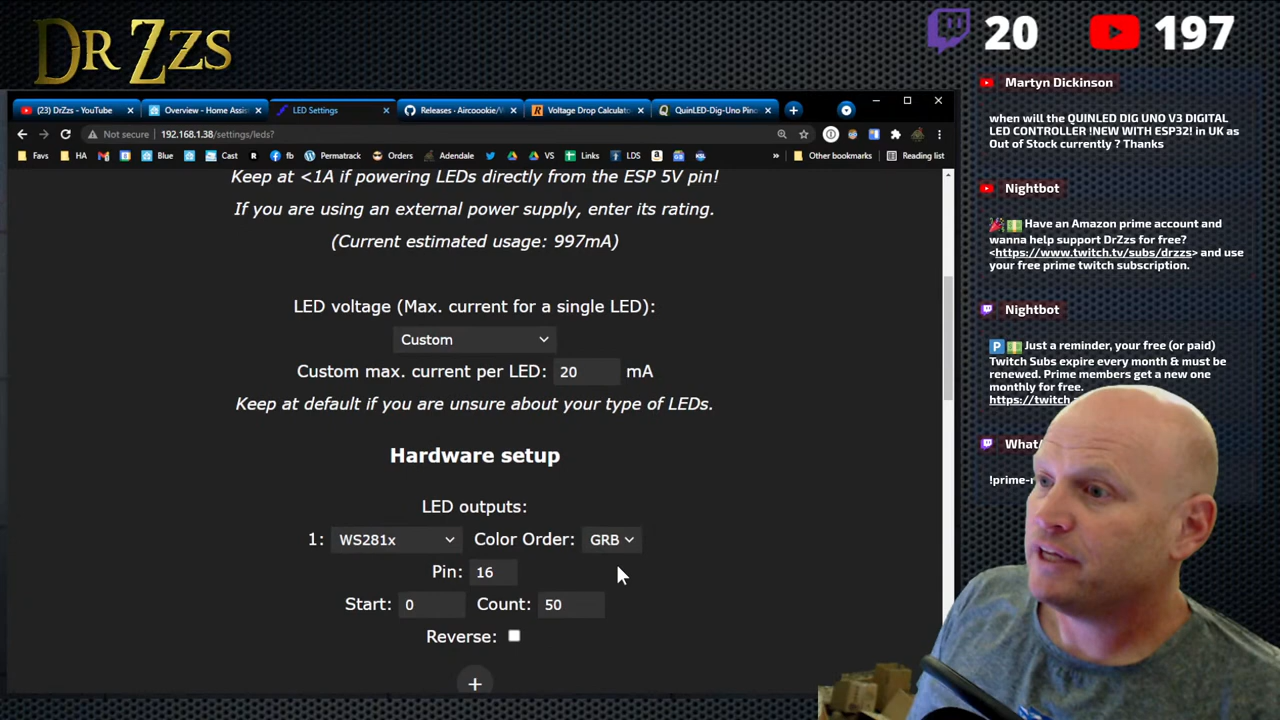 DR ZZS
20
197
(23) DrZzs - YouTube
Overview - Home Assis
LED Settings
Releases · Aircoookie/W
Voltage Drop Calculato
QuinLED-Dig-Uno Pino
Not secure
192.168.1.38/settings/leds?
Favs
HA
M
Blue
Cast
R
fb
Permatrack
Orders
Adendale
VS
Links
LDS
Other bookmarks
Reading list
Keep at <1A if powering LEDs directly from the ESP 5V pin!
If you are using an external power supply, enter its rating.
(Current estimated usage: 997mA)
LED voltage (Max. current for a single LED):
Custom
Custom max. current per LED: 20 mA
Keep at default if you are unsure about your type of LEDs.
Hardware setup
LED outputs:
1: WS281x Color Order: GRB
Pin: 16
Start: 0 Count: 50
Reverse:
+
Martyn Dickinson
when will the QUINLED DIG UNO V3 DIGITAL
LED CONTROLLER !NEW WITH ESP32! in UK as
Out of Stock currently ? Thanks
Nightbot
Have an Amazon prime account and
wanna help support DrZzs for free?
<https://www.twitch.tv/subs/drzzs> and use
your free prime twitch subscription.
Nightbot
Just a reminder, your free (or paid)
Twitch Subs expire every month & must be
renewed. Prime members get a new one
monthly for free.
https://twitch.
What
!prime-